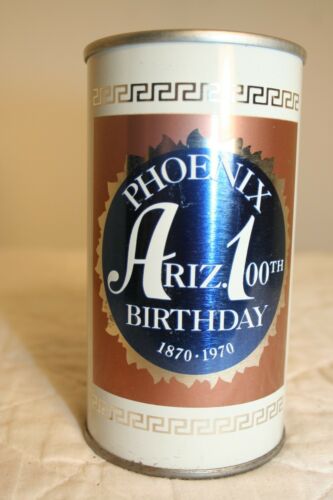 PHOENIX
ARIZ. 100TH
BIRTHDAY
1870 · 1970